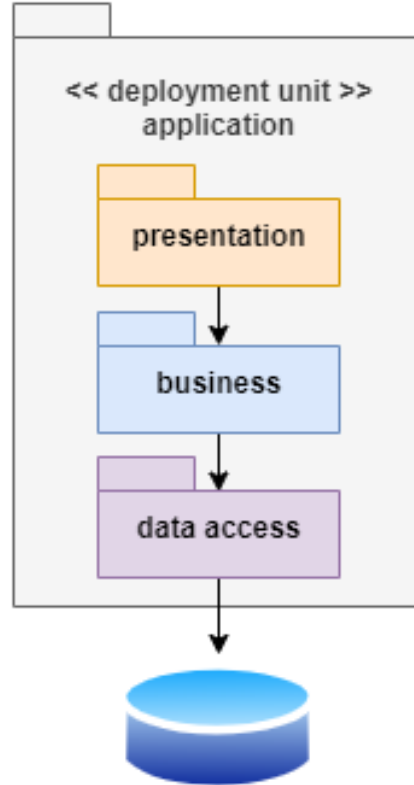 << deployment unit >>
application
presentation
business
data access